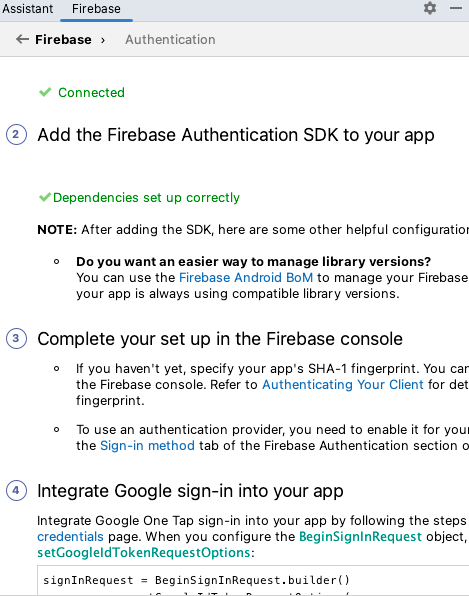 Assistant Firebase
Firebase › Authentication
Connected
2 Add the Firebase Authentication SDK to your app
Dependencies set up correctly
NOTE: After adding the SDK, here are some other helpful configuration
Do you want an easier way to manage library versions?
You can use the Firebase Android BoM to manage your Firebase
your app is always using compatible library versions.
3 Complete your set up in the Firebase console
If you haven't yet, specify your app's SHA-1 fingerprint. You can
the Firebase console. Refer to Authenticating Your Client for det
fingerprint.
To use an authentication provider, you need to enable it for your
the Sign-in method tab of the Firebase Authentication section o
4 Integrate Google sign-in into your app
Integrate Google One Tap sign-in into your app by following the steps
credentials page. When you configure the BeginSignInRequest object,
setGoogleIdTokenRequestOptions:
signInRequest = BeginSignInRequest.builder()